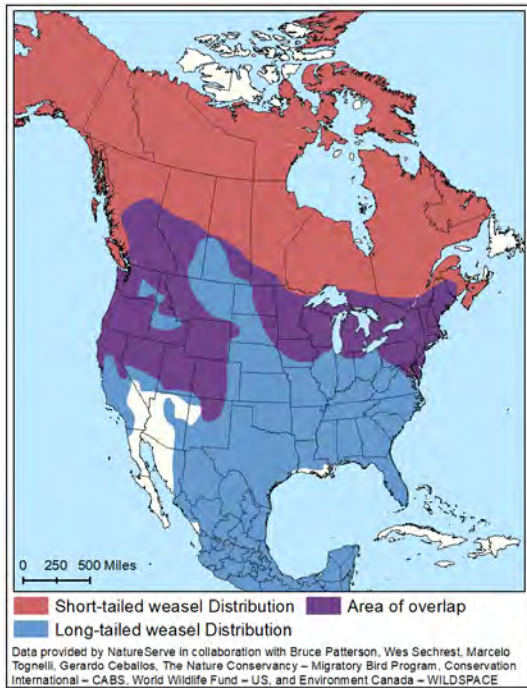 0 250 500 Miles
Short-tailed weasel Distribution
Area of overlap
Long-tailed weasel Distribution
Data provided by NatureServe in collaboration with Bruce Patterson, Wes Sechrest, Marcelo
Tognelli, Gerardo Ceballos, The Nature Conservancy – Migratory Bird Program, Conservation
International – CABS, World Wildlife Fund – US, and Environment Canada – WILDSPACE